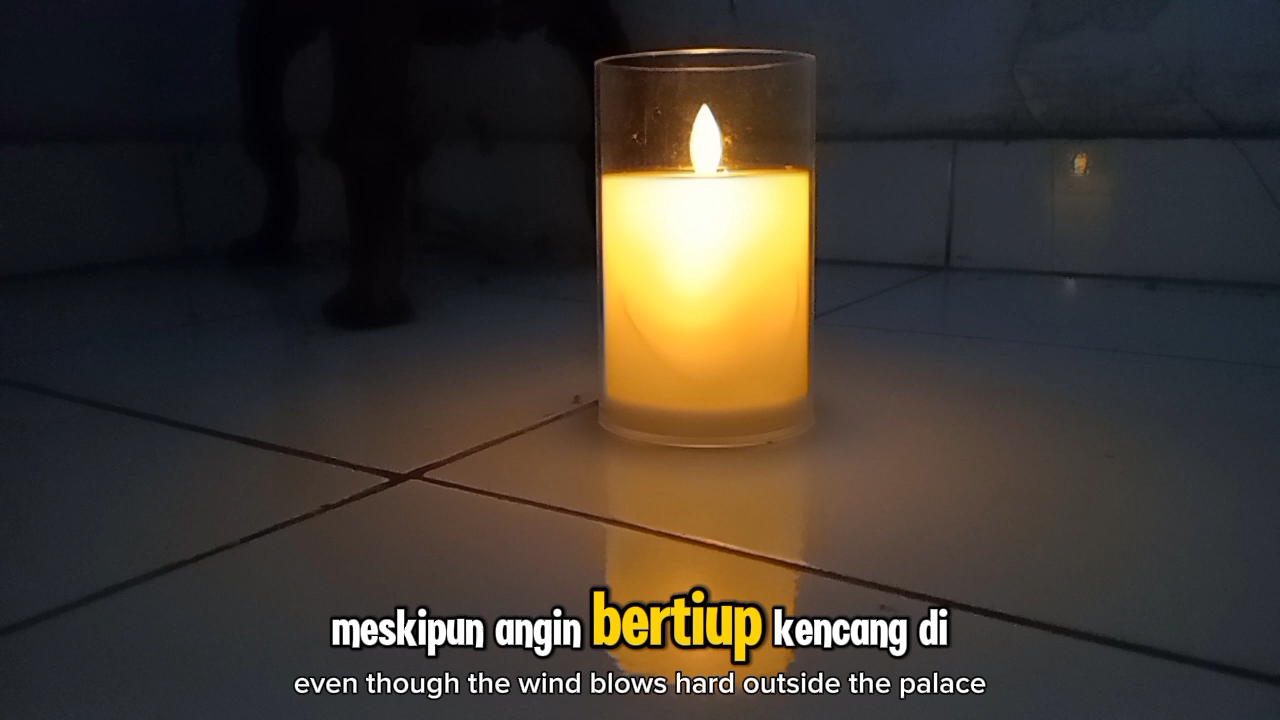 meskipun angin bertiup kencang di
even though the wind blows hard outside the palace